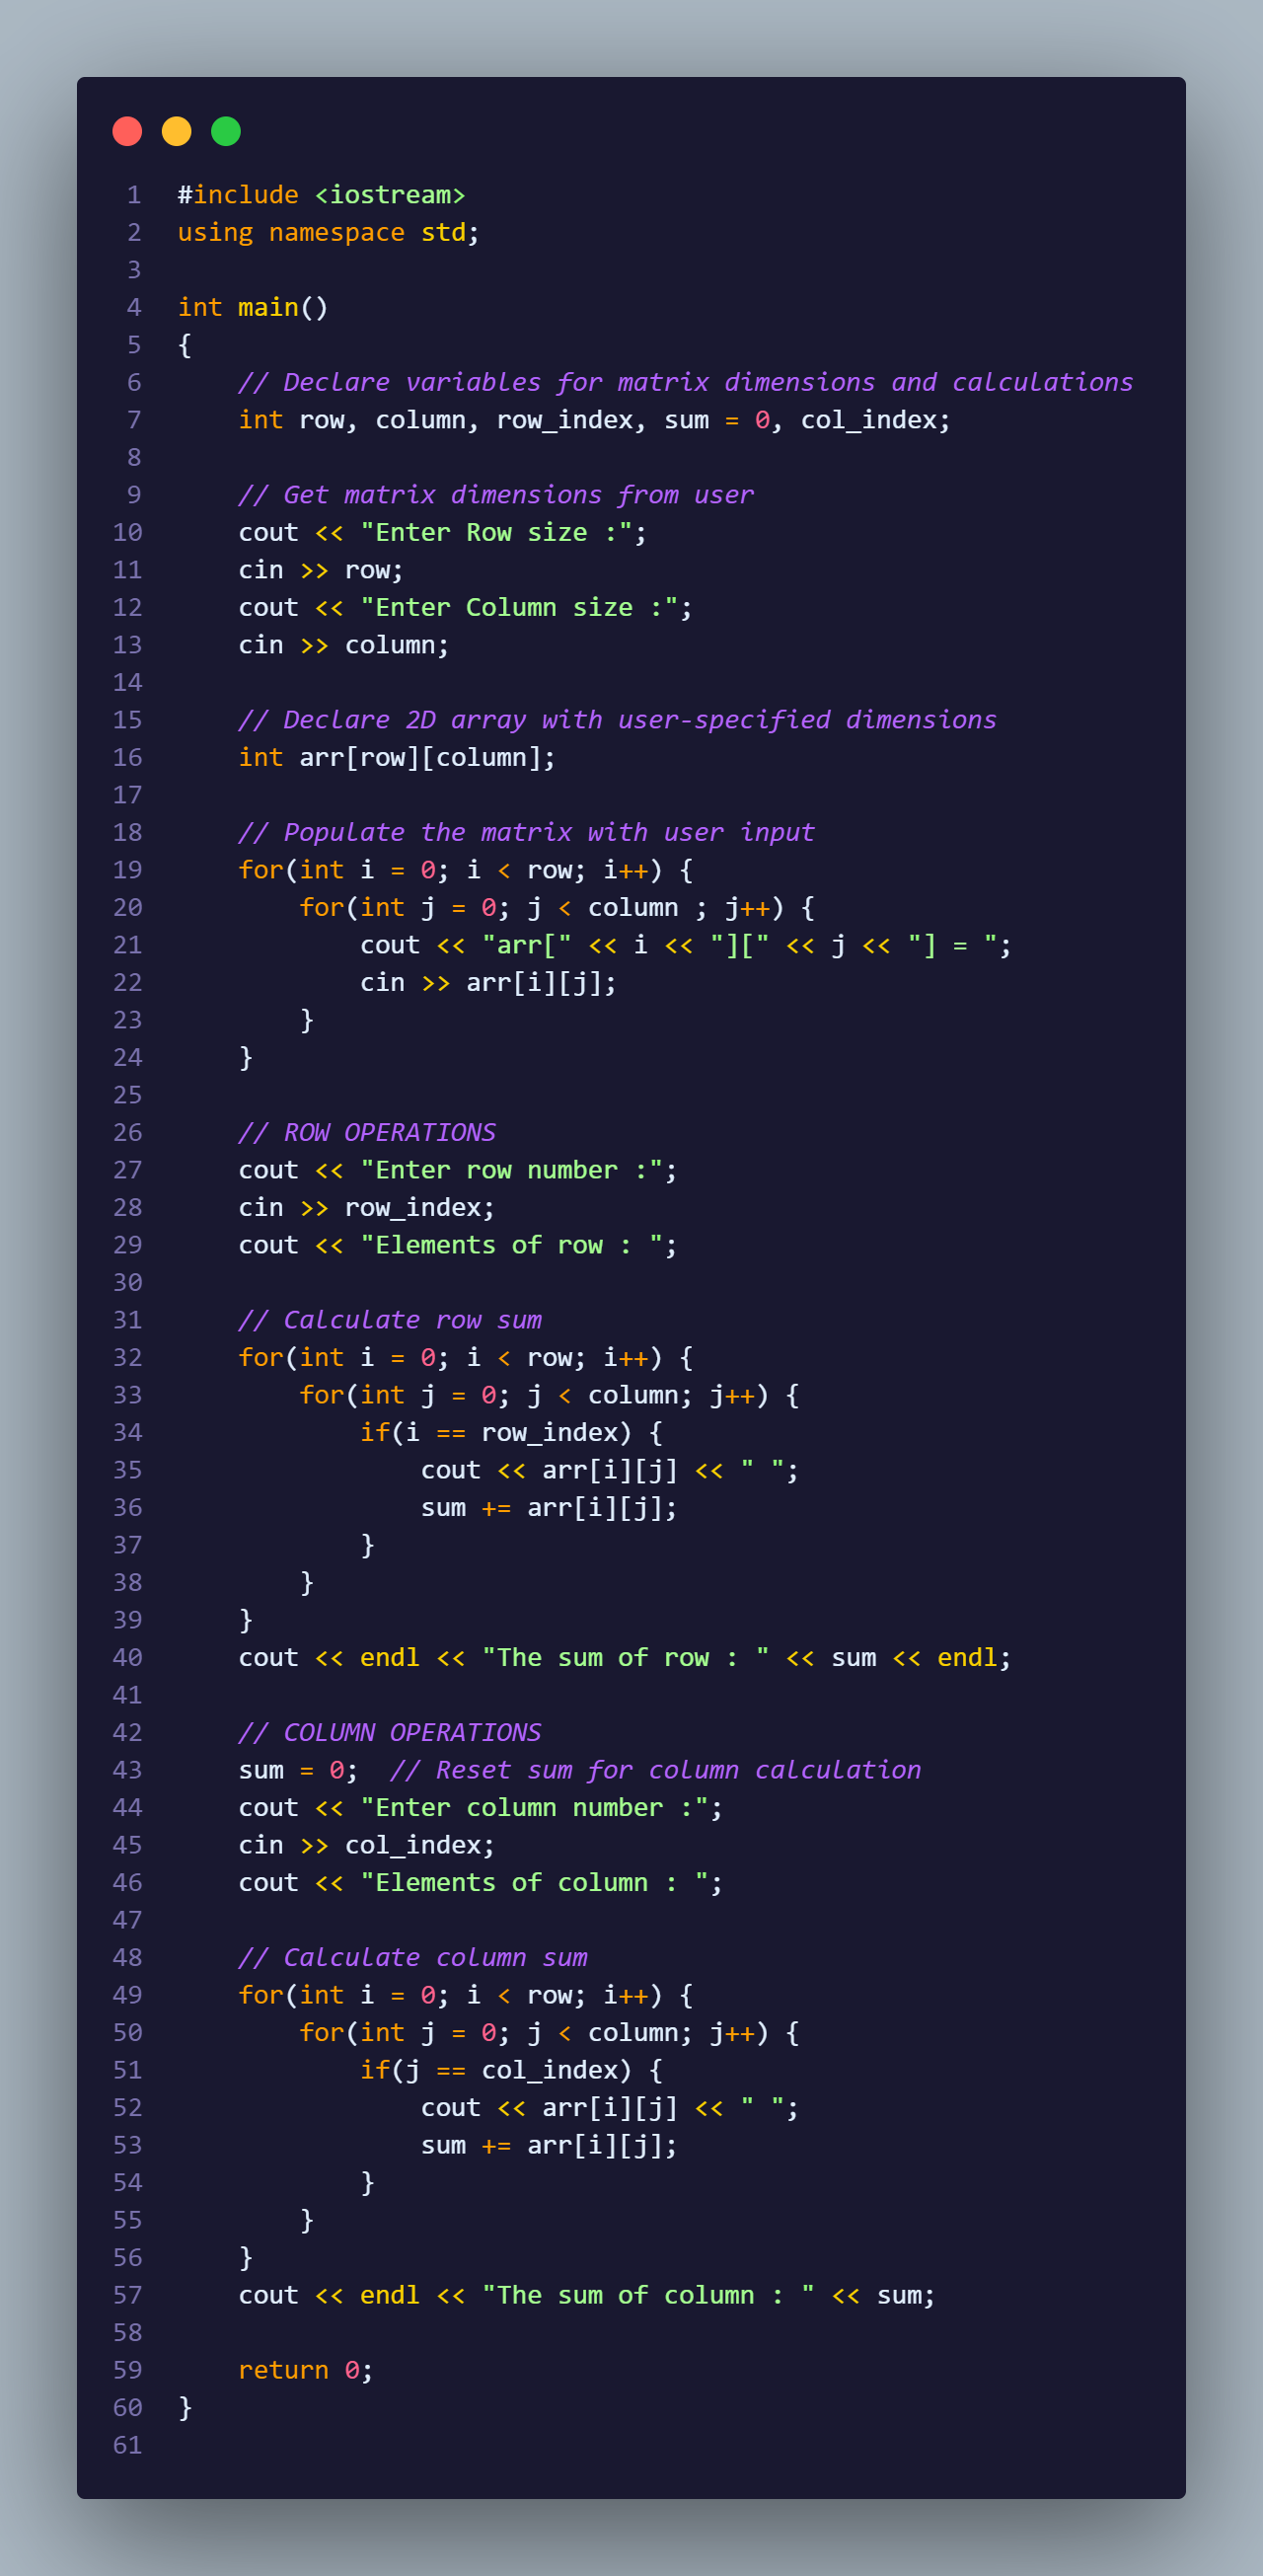 1 #include <iostream>
2 using namespace std;
3
4 int main()
5 {
6     // Declare variables for matrix dimensions and calculations
7     int row, column, row_index, sum = 0, col_index;
8
9     // Get matrix dimensions from user
10     cout << "Enter Row size :";
11     cin >> row;
12     cout << "Enter Column size :";
13     cin >> column;
14
15     // Declare 2D array with user-specified dimensions
16     int arr[row][column];
17
18     // Populate the matrix with user input
19     for(int i = 0; i < row; i++) {
20         for(int j = 0; j < column ; j++) {
21             cout << "arr[" << i << "][" << j << "] = ";
22             cin >> arr[i][j];
23         }
24     }
25
26     // ROW OPERATIONS
27     cout << "Enter row number :";
28     cin >> row_index;
29     cout << "Elements of row : ";
30
31     // Calculate row sum
32     for(int i = 0; i < row; i++) {
33         for(int j = 0; j < column; j++) {
34             if(i == row_index) {
35                 cout << arr[i][j] << " ";
36                 sum += arr[i][j];
37             }
38         }
39     }
40     cout << endl << "The sum of row : " << sum << endl;
41
42     // COLUMN OPERATIONS
43     sum = 0;  // Reset sum for column calculation
44     cout << "Enter column number :";
45     cin >> col_index;
46     cout << "Elements of column : ";
47
48     // Calculate column sum
49     for(int i = 0; i < row; i++) {
50         for(int j = 0; j < column; j++) {
51             if(j == col_index) {
52                 cout << arr[i][j] << " ";
53                 sum += arr[i][j];
54             }
55         }
56     }
57     cout << endl << "The sum of column : " << sum;
58
59     return 0;
60 }
61